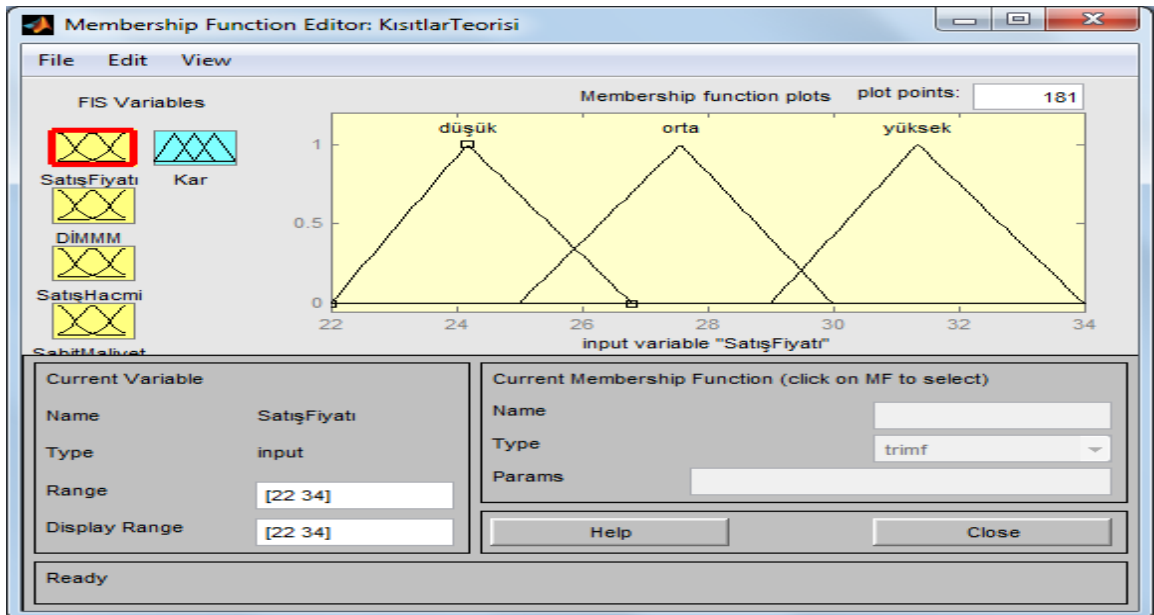 Membership Function Editor: KısıtlarTeorisi
File Edit View
FIS Variables
Membership function plots plot points: 181
SatışFiyatı Kar
DİMMM
SatışHacmi
SabitMaliyet
düşük orta yüksek
1
0.5
0
22 24 26 28 30 32 34
input variable "SatışFiyatı"
Current Variable
Name SatışFiyatı
Type input
Range [22 34]
Display Range [22 34]
Current Membership Function (click on MF to select)
Name
Type trimf
Params
Help Close
Ready